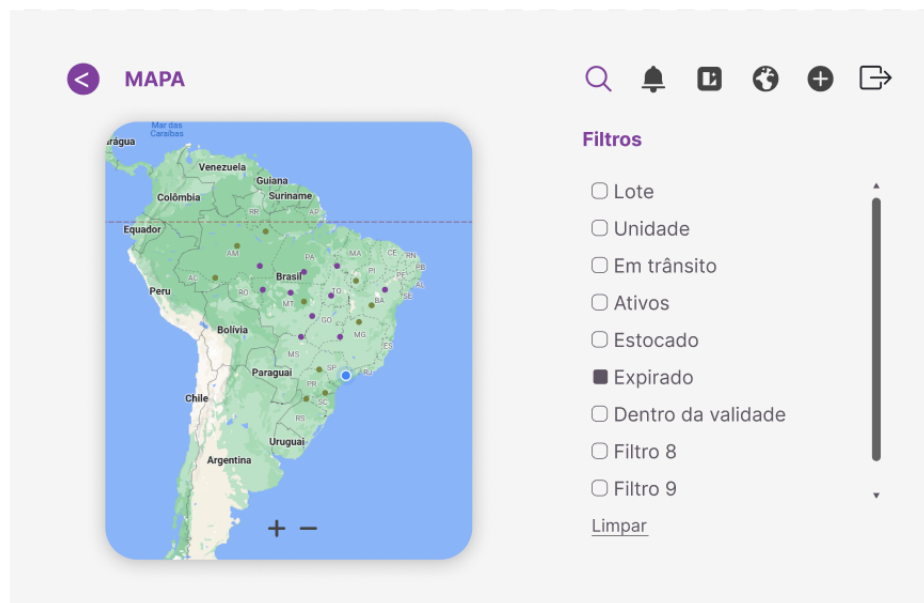 MAPA
Mar das
Caraíbas
rágua
Venezuela
Guiana
Colômbia
Suriname
RR
AP
Equador
AM
PA
MA
CE
RN
PB
PI
PE
AC
Brasil
AL
Peru
RO
TO
SE
MT
BA
GO
Bolívia
MG
ES
MS
Paraguai
SP
RJ
PR
Chile
SC
RS
Uruguai
Argentina
+ −
Filtros
Lote
Unidade
Em trânsito
Ativos
Estocado
Expirado
Dentro da validade
Filtro 8
Filtro 9
Limpar